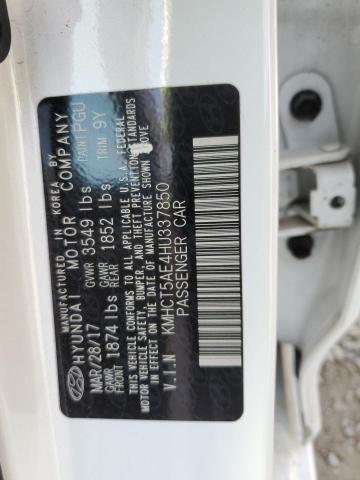 MANUFACTURED IN KOREA BY
HYUNDAI MOTOR COMPANY
MAR/28/17 GVWR 3549 lbs PAINT PGU
GAWR FRONT 1874 lbs GAWR REAR 1852 lbs TRIM 9Y
THIS VEHICLE CONFORMS TO ALL APPLICABLE U.S.A. FEDERAL
MOTOR VEHICLE SAFETY, BUMPER, AND THEFT PREVENTION STANDARDS
IN EFFECT ON THE DATE OF MANUFACTURE SHOWN ABOVE
V.I.N KMHCT5AE4HU337850
PASSENGER CAR